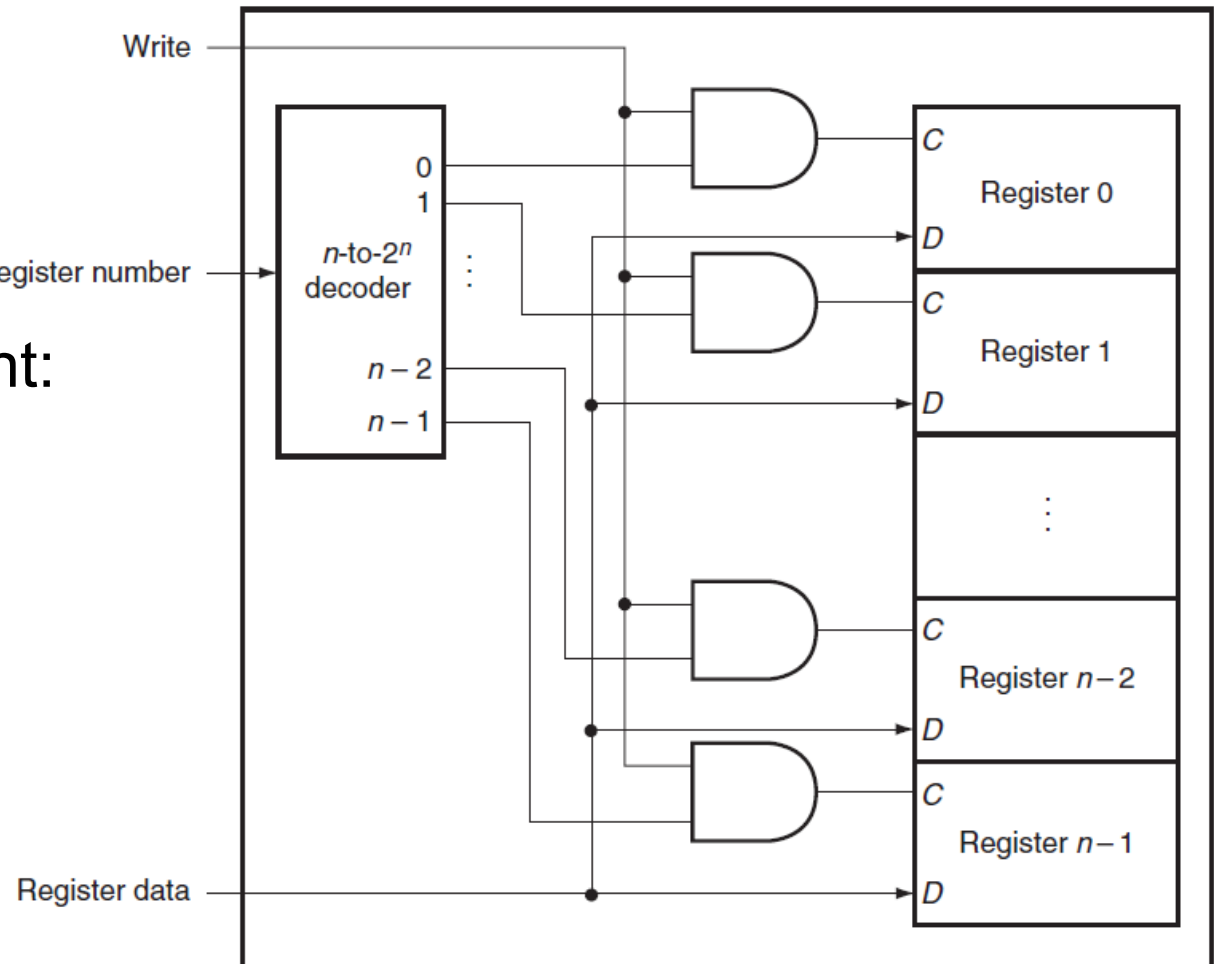 Write
C
0
Register 0
1
D
n-to-2ⁿ
decoder
egister number
C
nt:
Register 1
n – 2
D
n – 1
C
Register n – 2
D
C
Register n – 1
Register data
D